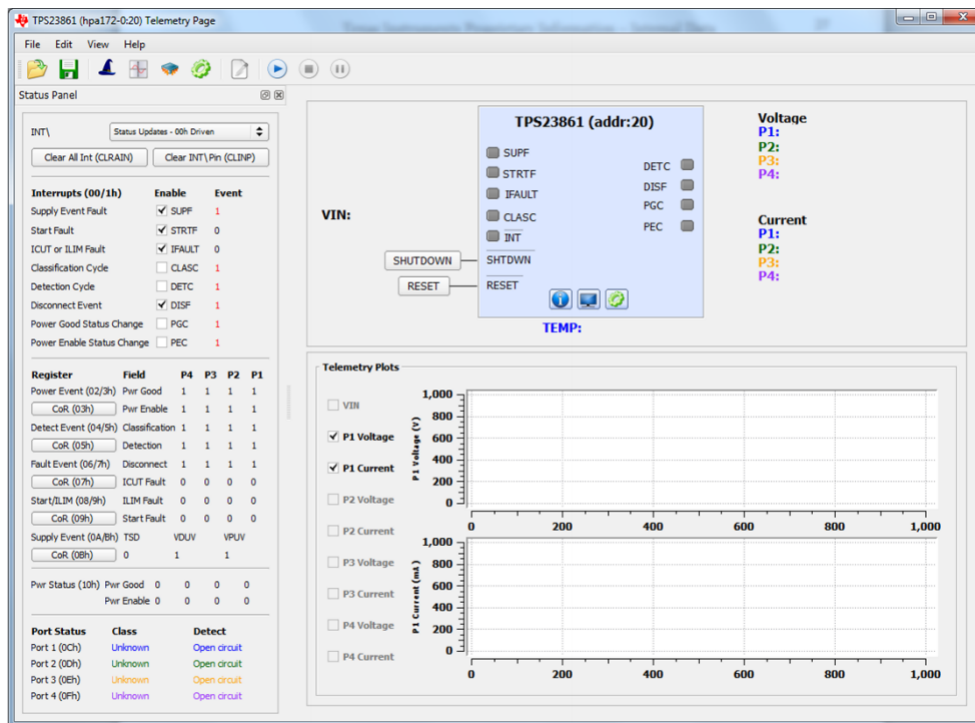 TPS23861 (hpa172-0:20) Telemetry Page
File Edit View Help
Status Panel
INT\ Status Updates - 00h Driven
Clear All Int (CLRAIN) Clear INT\Pin (CLINP)
Interrupts (00/1h) Enable Event
Supply Event Fault SUPF 1
Start Fault STRTF 0
ICUT or ILIM Fault IFAULT 0
Classification Cycle CLASC 1
Detection Cycle DETC 1
Disconnect Event DISF 1
Power Good Status Change PGC 1
Power Enable Status Change PEC 1
Register Field P4 P3 P2 P1
Power Event (02/3h) Pwr Good 1 1 1 1
CoR (03h) Pwr Enable 1 1 1 1
Detect Event (04/5h) Classification 1 1 1 1
CoR (05h) Detection 1 1 1 1
Fault Event (06/7h) Disconnect 1 1 1 1
CoR (07h) ICUT Fault 0 0 0 0
Start/ILIM (08/9h) ILIM Fault 0 0 0 0
CoR (09h) Start Fault 0 0 0 0
Supply Event (0A/Bh) TSD VDUV VPUV
CoR (0Bh) 0 1 1
Pwr Status (10h) Pwr Good 0 0 0 0
Pwr Enable 0 0 0 0
Port Status Class Detect
Port 1 (0Ch) Unknown Open circuit
Port 2 (0Dh) Unknown Open circuit
Port 3 (0Eh) Unknown Open circuit
Port 4 (0Fh) Unknown Open circuit
VIN:
SHUTDOWN
RESET
TPS23861 (addr:20)
SUPF
STRTF
IFAULT
CLASC
INT
SHTDWN
RESET
DETC
DISF
PGC
PEC
TEMP:
Voltage
P1:
P2:
P3:
P4:
Current
P1:
P2:
P3:
P4:
Telemetry Plots
VIN
P1 Voltage
P1 Current
P2 Voltage
P2 Current
P3 Voltage
P3 Current
P4 Voltage
P4 Current
P1 Voltage (V)
1,000
800
600
400
200
0
0 200 400 600 800 1,000
P1 Current (mA)
1,000
800
600
400
200
0
0 200 400 600 800 1,000